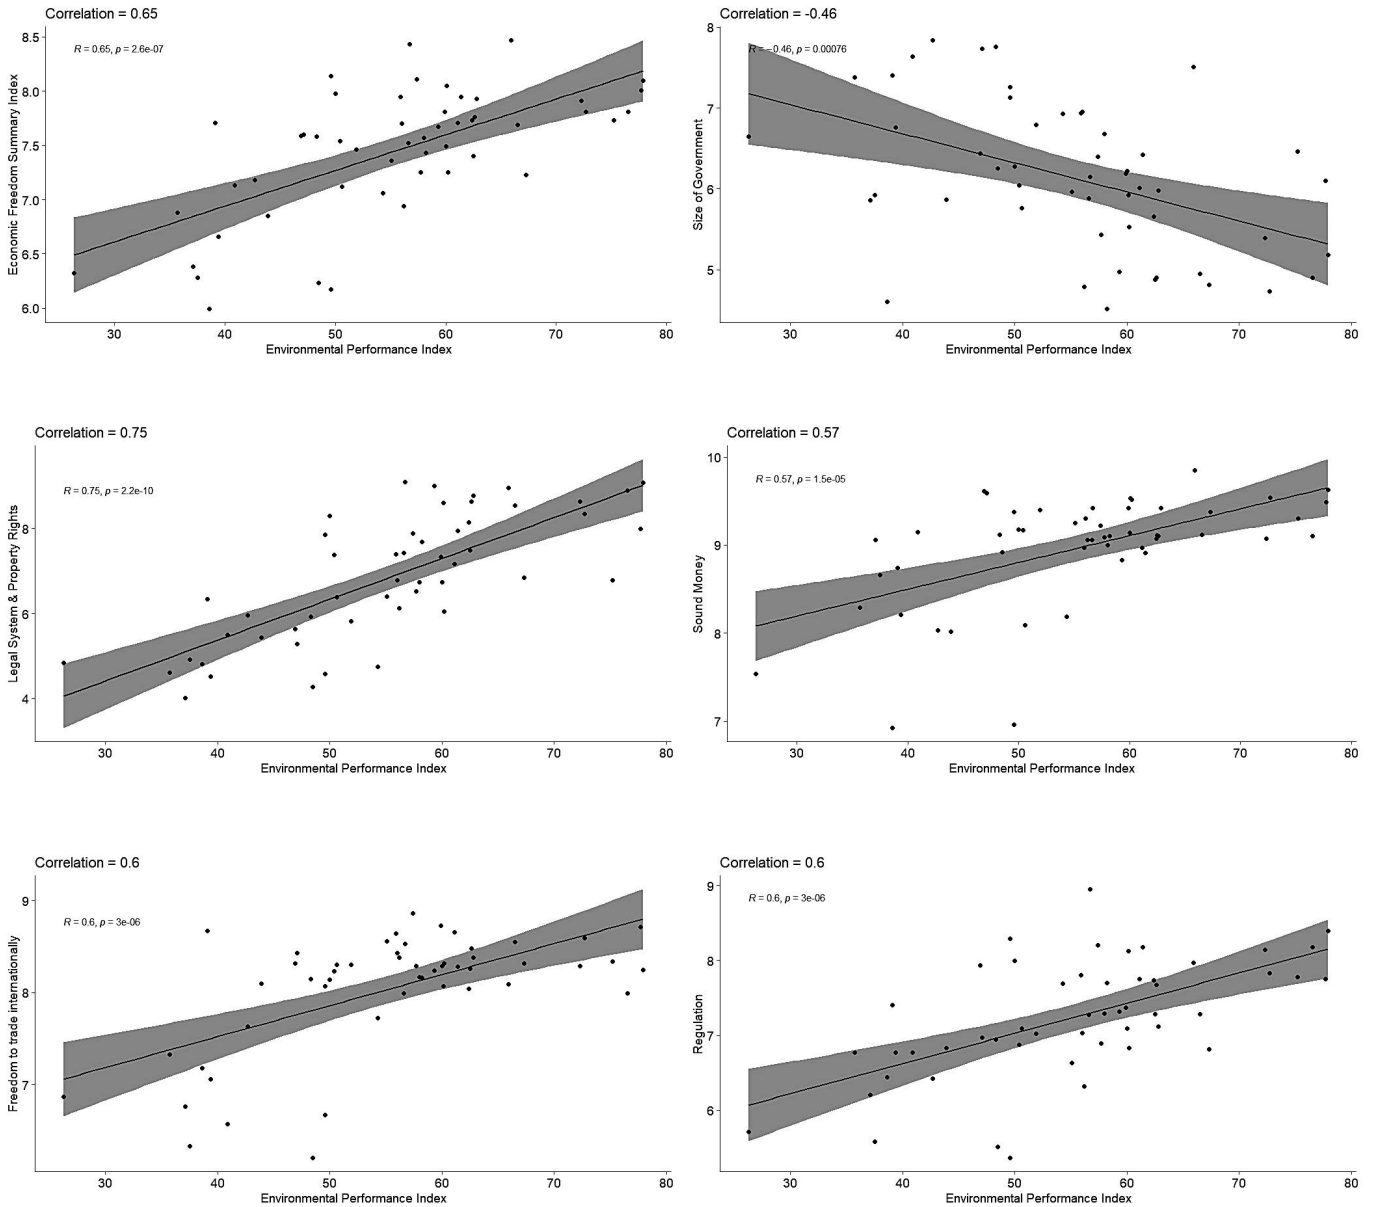 Correlation = 0.65
R = 0.65, p = 2.6e-07
Economic Freedom Summary Index
8.5
8.0
7.5
7.0
6.5
6.0
30 40 50 60 70 80
Environmental Performance Index
Correlation = -0.46
R = −0.46, p = 0.00076
Size of Government
8
7
6
5
30 40 50 60 70 80
Environmental Performance Index
Correlation = 0.75
R = 0.75, p = 2.2e-10
Legal System & Property Rights
8
6
4
30 40 50 60 70 80
Environmental Performance Index
Correlation = 0.57
R = 0.57, p = 1.5e-05
Sound Money
10
9
8
7
30 40 50 60 70 80
Environmental Performance Index
Correlation = 0.6
R = 0.6, p = 3e-06
Freedom to trade internationally
9
8
7
30 40 50 60 70 80
Environmental Performance Index
Correlation = 0.6
R = 0.6, p = 3e-06
Regulation
9
8
7
6
30 40 50 60 70 80
Environmental Performance Index